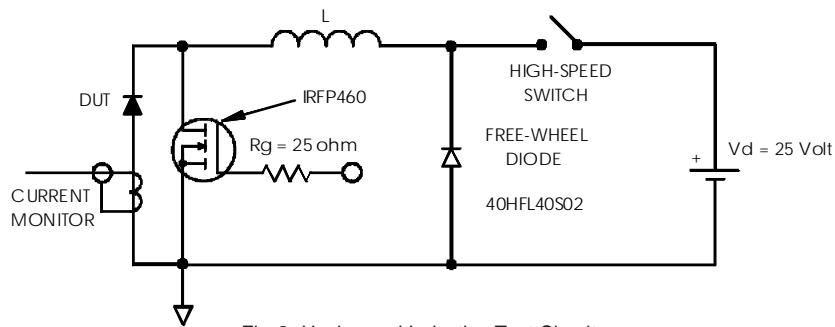 L
HIGH-SPEED
SWITCH
DUT
IRFP460
Rg = 25 ohm
FREE-WHEEL
DIODE
+
Vd = 25 Volt
CURRENT
MONITOR
40HFL40S02